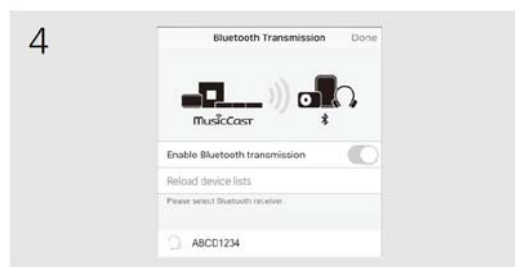 4
Bluetooth Transmission Done
MusicCast
Enable Bluetooth transmission
Reload device lists
Please select Bluetooth receiver
ABCD1234